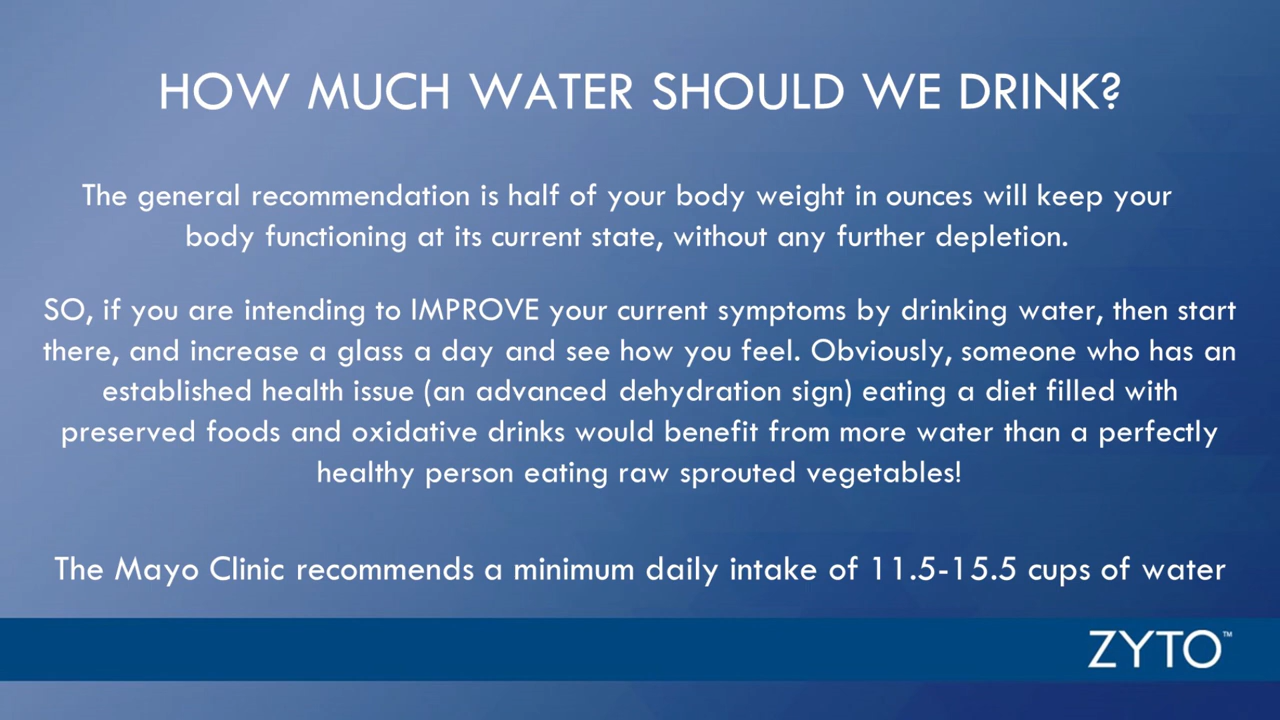 HOW MUCH WATER SHOULD WE DRINK?
The general recommendation is half of your body weight in ounces will keep your
body functioning at its current state, without any further depletion.
SO, if you are intending to IMPROVE your current symptoms by drinking water, then start
there, and increase a glass a day and see how you feel. Obviously, someone who has an
established health issue (an advanced dehydration sign) eating a diet filled with
preserved foods and oxidative drinks would benefit from more water than a perfectly
healthy person eating raw sprouted vegetables!
The Mayo Clinic recommends a minimum daily intake of 11.5-15.5 cups of water
ZYTO™